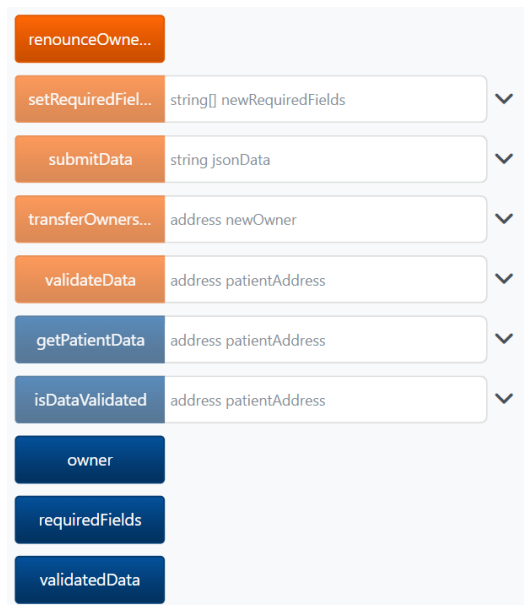 renounceOwne...
setRequiredFiel... string[] newRequiredFields
submitData string jsonData
transferOwners... address newOwner
validateData address patientAddress
getPatientData address patientAddress
isDataValidated address patientAddress
owner
requiredFields
validatedData